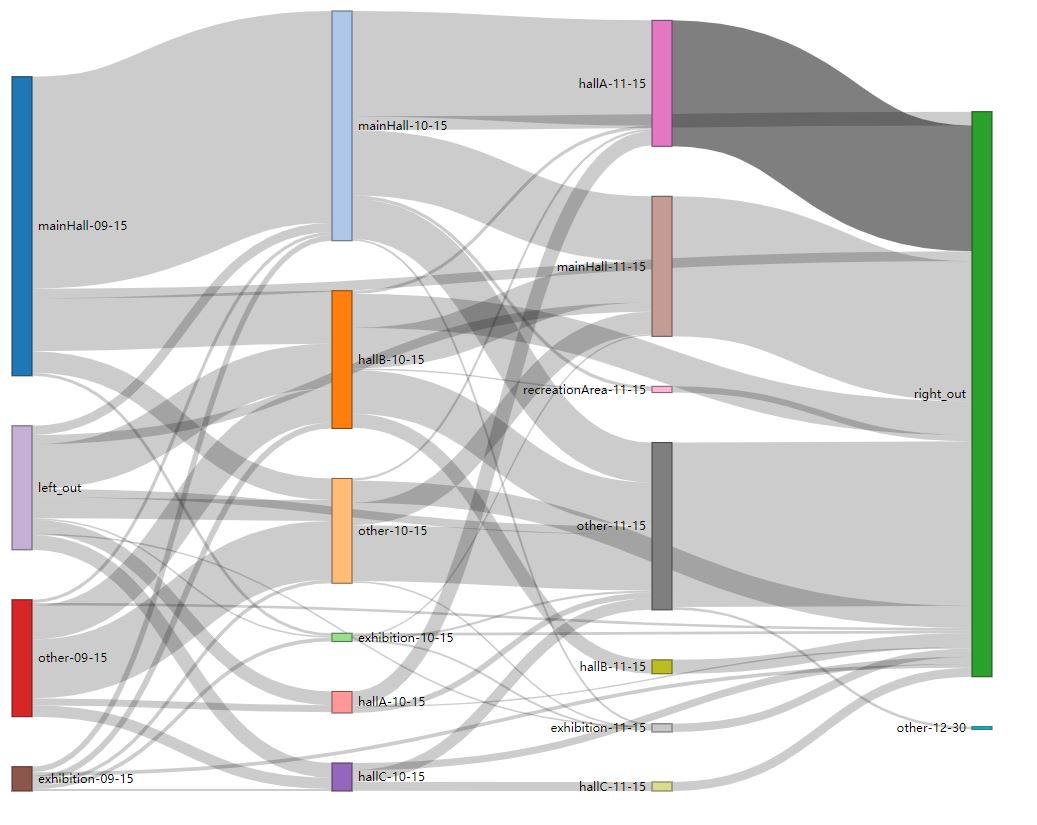 mainHall-09-15
left_out
other-09-15
exhibition-09-15
mainHall-10-15
hallB-10-15
other-10-15
exhibition-10-15
hallA-10-15
hallC-10-15
hallA-11-15
mainHall-11-15
recreationArea-11-15
other-11-15
hallB-11-15
exhibition-11-15
hallC-11-15
right_out
other-12-30